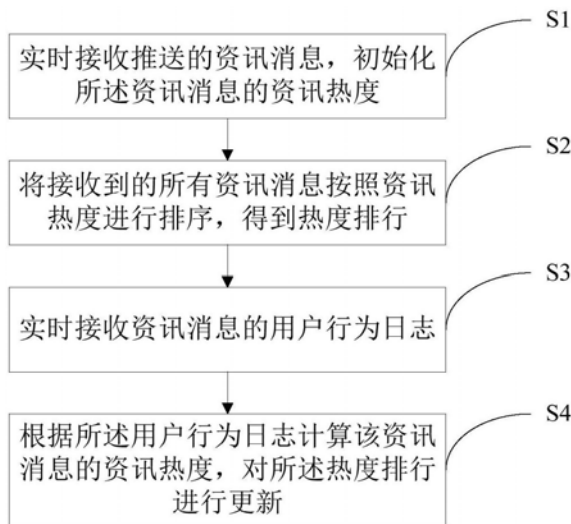 S1
实时接收推送的资讯消息，初始化
所述资讯消息的资讯热度
S2
将接收到的所有资讯消息按照资讯
热度进行排序，得到热度排行
S3
实时接收资讯消息的用户行为日志
S4
根据所述用户行为日志计算该资讯
消息的资讯热度，对所述热度排行
进行更新